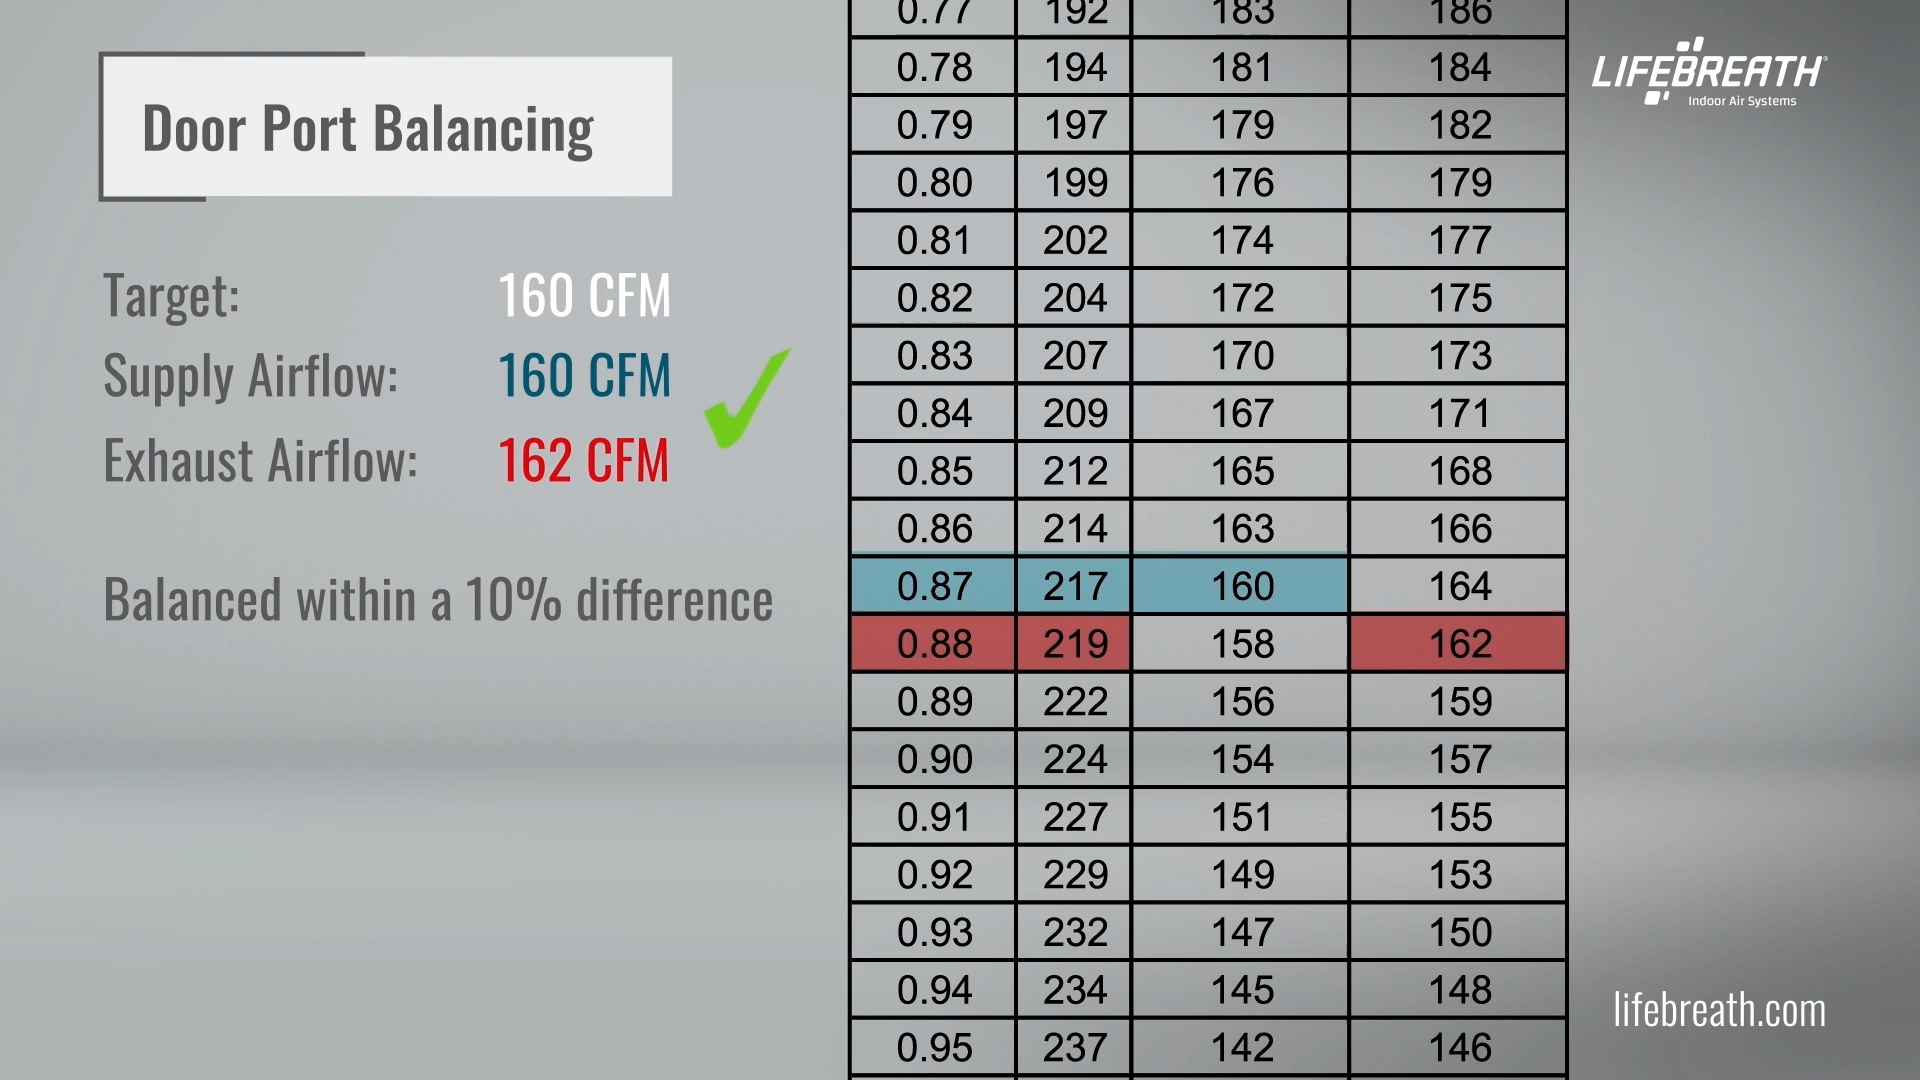 Door Port Balancing
Target: 160 CFM
Supply Airflow: 160 CFM
Exhaust Airflow: 162 CFM
Balanced within a 10% difference
0.77 192 183 186
0.78 194 181 184
0.79 197 179 182
0.80 199 176 179
0.81 202 174 177
0.82 204 172 175
0.83 207 170 173
0.84 209 167 171
0.85 212 165 168
0.86 214 163 166
0.87 217 160 164
0.88 219 158 162
0.89 222 156 159
0.90 224 154 157
0.91 227 151 155
0.92 229 149 153
0.93 232 147 150
0.94 234 145 148
0.95 237 142 146
LIFEBREATH
Indoor Air Systems
lifebreath.com